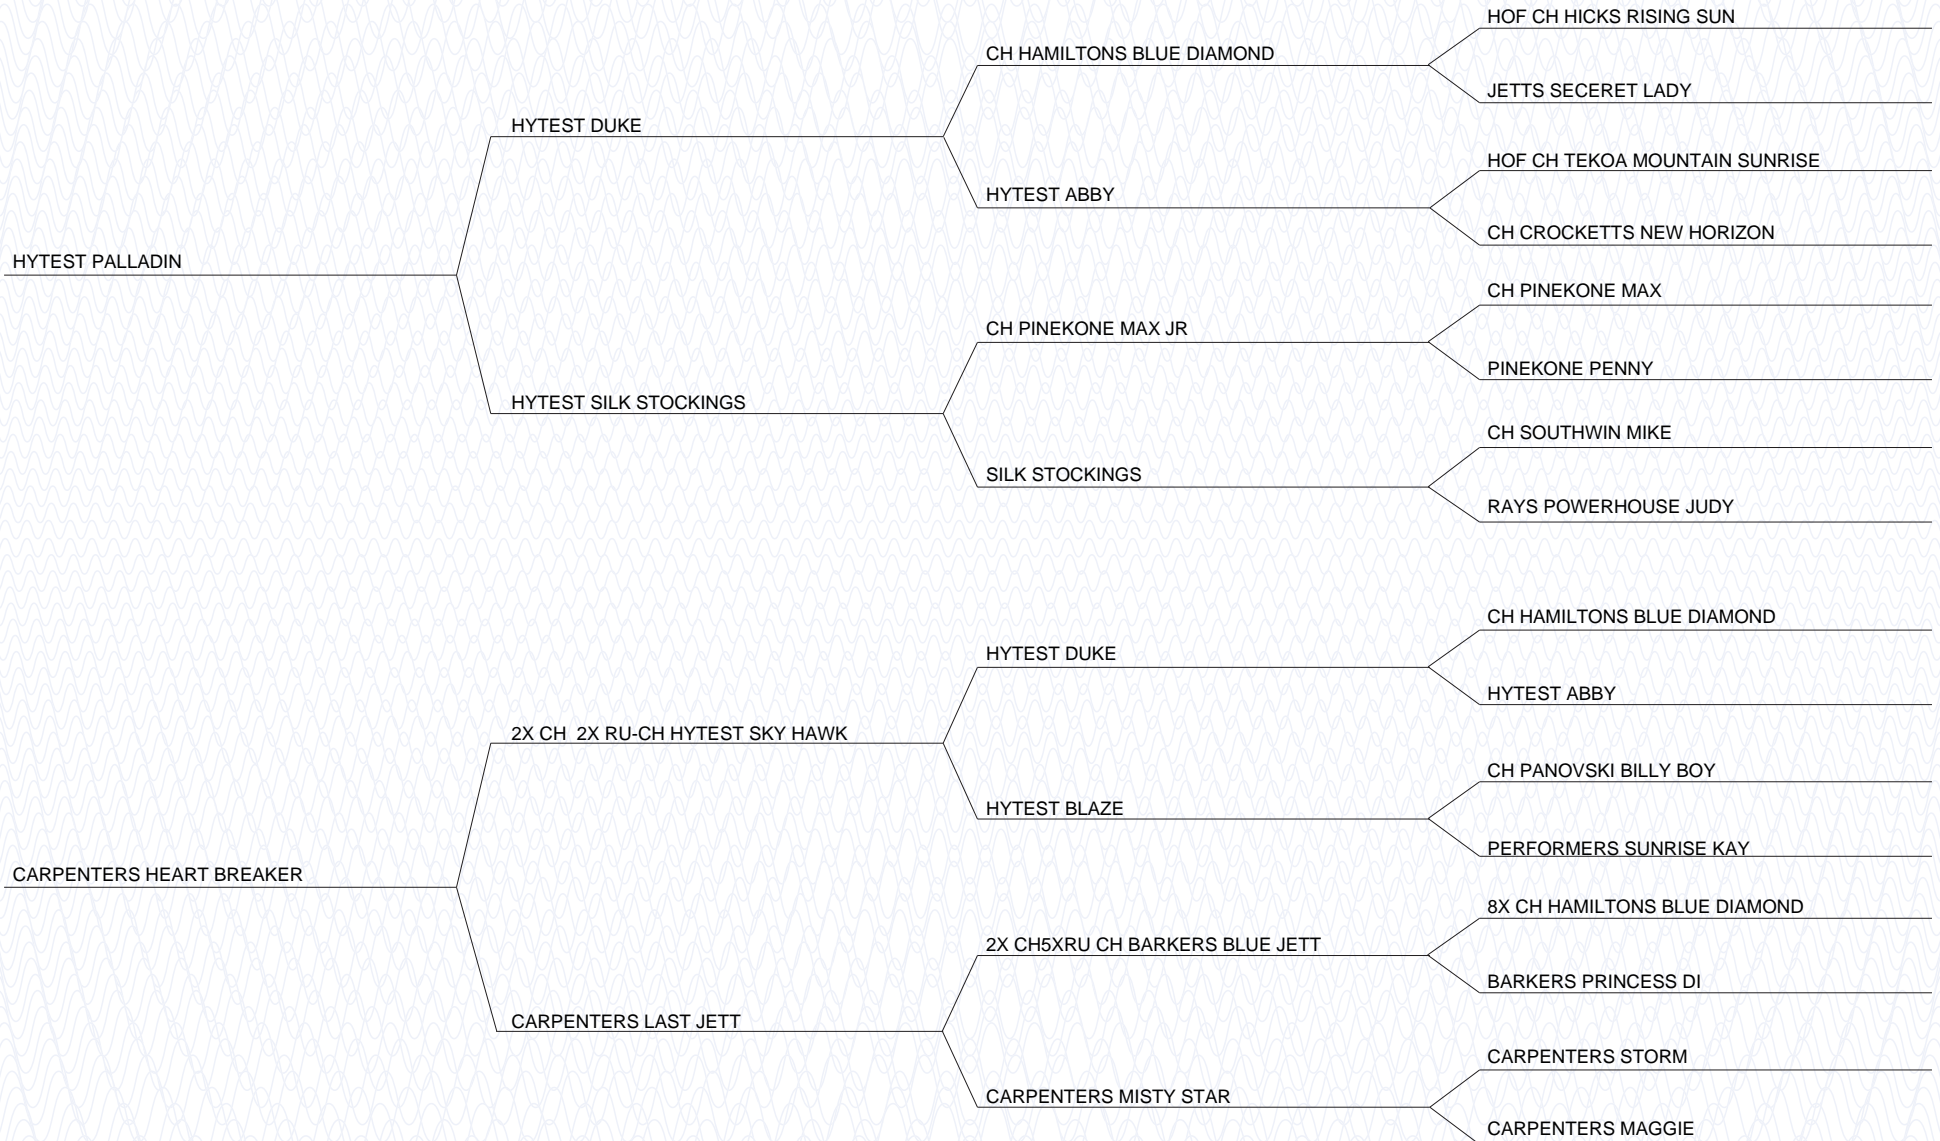 HOF CH HICKS RISING SUN
CH HAMILTONS BLUE DIAMOND
JETTS SECERET LADY
HYTEST DUKE
HOF CH TEKOA MOUNTAIN SUNRISE
HYTEST ABBY
CH CROCKETTS NEW HORIZON
HYTEST PALLADIN
CH PINEKONE MAX
CH PINEKONE MAX JR
PINEKONE PENNY
HYTEST SILK STOCKINGS
CH SOUTHWIN MIKE
SILK STOCKINGS
RAYS POWERHOUSE JUDY
CH HAMILTONS BLUE DIAMOND
HYTEST DUKE
HYTEST ABBY
2X CH  2X RU-CH HYTEST SKY HAWK
CH PANOVSKI BILLY BOY
HYTEST BLAZE
PERFORMERS SUNRISE KAY
CARPENTERS HEART BREAKER
8X CH HAMILTONS BLUE DIAMOND
2X CH5XRU CH BARKERS BLUE JETT
BARKERS PRINCESS DI
CARPENTERS LAST JETT
CARPENTERS STORM
CARPENTERS MISTY STAR
CARPENTERS MAGGIE